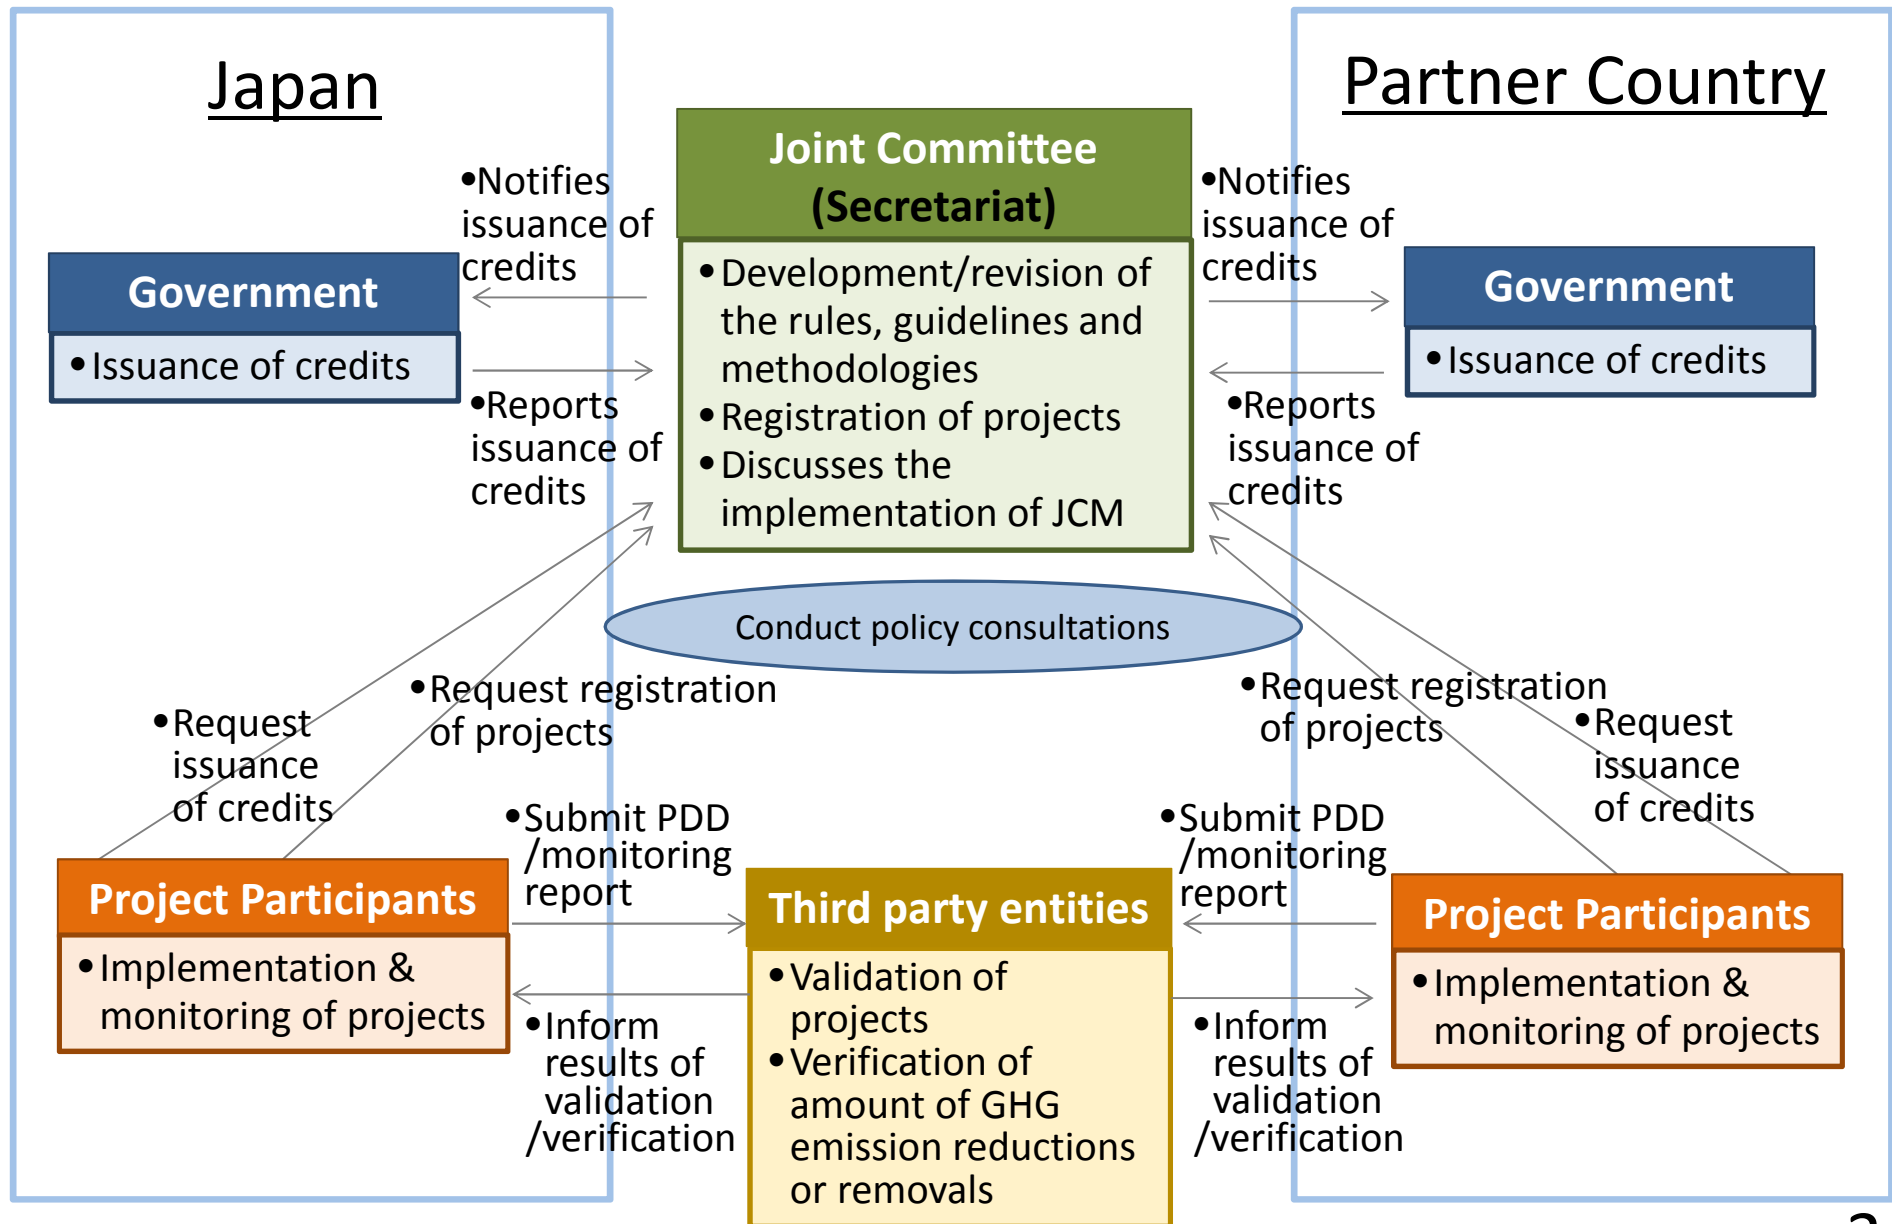 Japan
Partner Country
Joint Committee
(Secretariat)
•Development/revision of
the rules, guidelines and
methodologies
•Registration of projects
•Discusses the
implementation of JCM
•Notifies
issuance of
credits
•Notifies
issuance of
credits
Government
•Issuance of credits
Government
•Issuance of credits
•Reports
issuance of
credits
•Reports
issuance of
credits
Conduct policy consultations
•Request registration
of projects
•Request
issuance
of credits
•Request registration
of projects
•Request
issuance
of credits
•Submit PDD
/monitoring
report
•Submit PDD
/monitoring
report
Project Participants
•Implementation &
monitoring of projects
Third party entities
•Validation of
projects
•Verification of
amount of GHG
emission reductions
or removals
Project Participants
•Implementation &
monitoring of projects
•Inform
results of
validation
/verification
•Inform
results of
validation
/verification